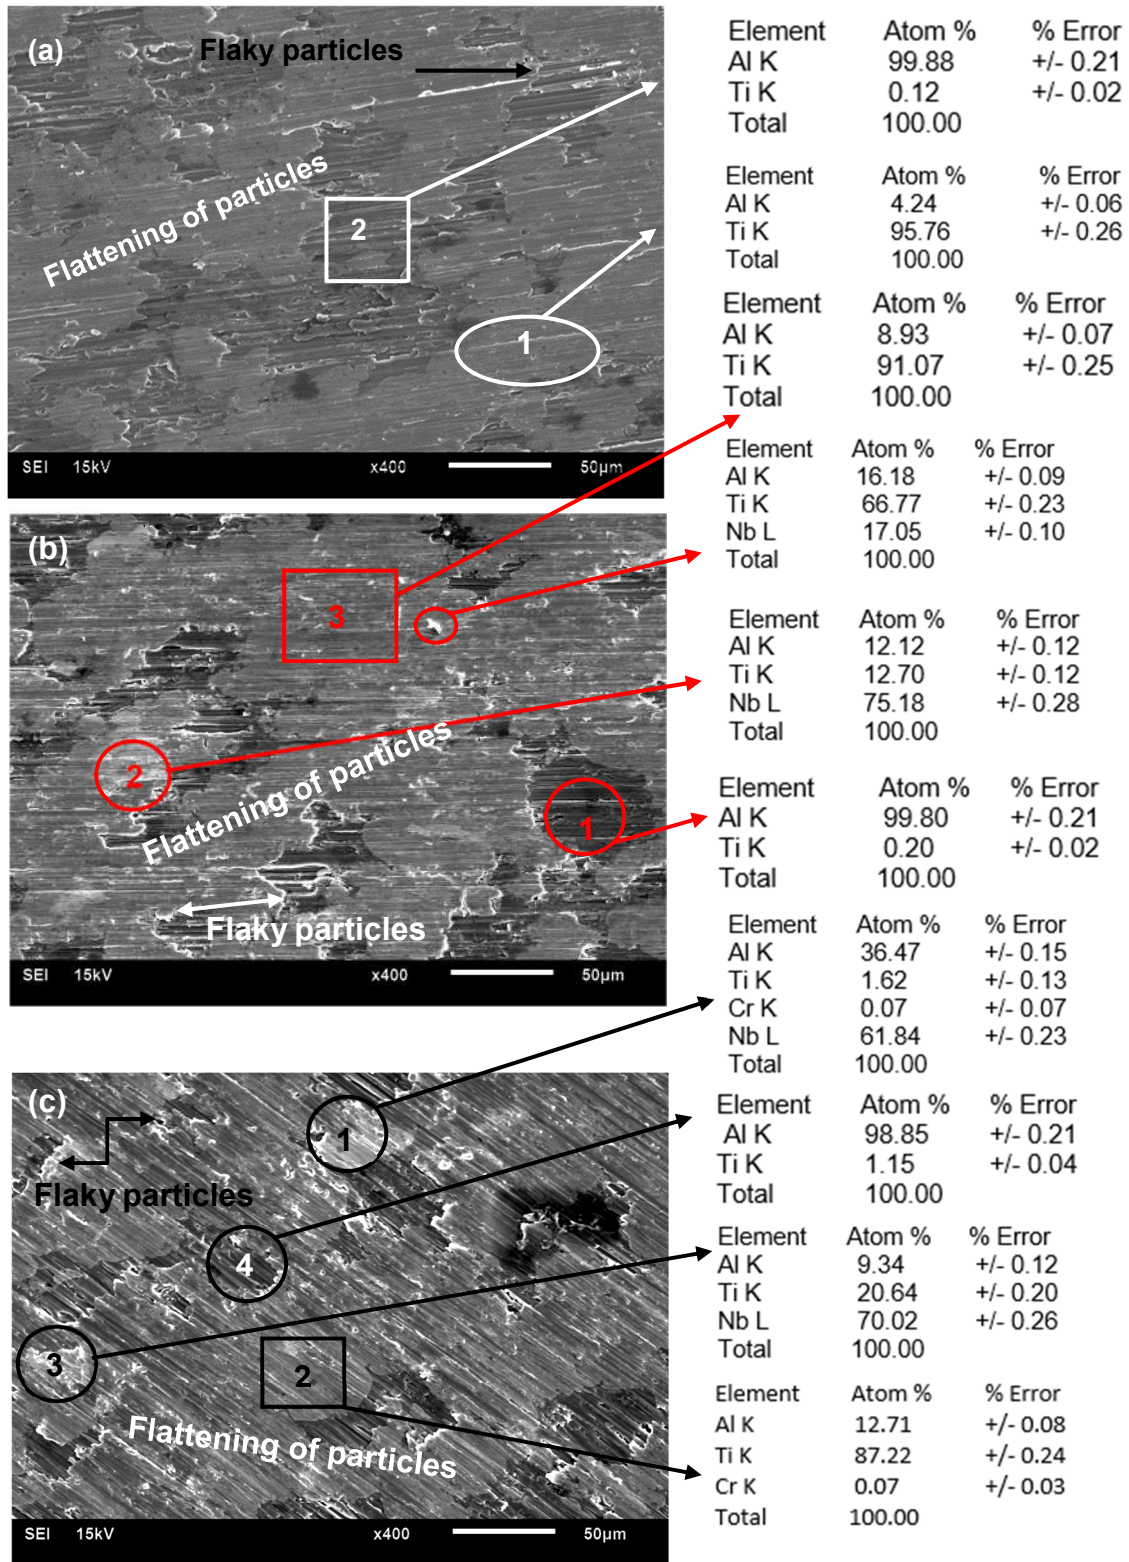 (a)
Flaky particles
Flattening of particles
2
1
SEI 15kV x400 50µm
Element Atom % % Error
Al K 99.88 +/- 0.21
Ti K 0.12 +/- 0.02
Total 100.00
Element Atom % % Error
Al K 4.24 +/- 0.06
Ti K 95.76 +/- 0.26
Total 100.00
Element Atom % % Error
Al K 8.93 +/- 0.07
Ti K 91.07 +/- 0.25
Total 100.00
Element Atom % % Error
Al K 16.18 +/- 0.09
Ti K 66.77 +/- 0.23
Nb L 17.05 +/- 0.10
Total 100.00
(b)
3
2
Flattening of particles
1
Flaky particles
SEI 15kV x400 50µm
Element Atom % % Error
Al K 12.12 +/- 0.12
Ti K 12.70 +/- 0.12
Nb L 75.18 +/- 0.28
Total 100.00
Element Atom % % Error
Al K 99.80 +/- 0.21
Ti K 0.20 +/- 0.02
Total 100.00
Element Atom % % Error
Al K 36.47 +/- 0.15
Ti K 1.62 +/- 0.13
Cr K 0.07 +/- 0.07
Nb L 61.84 +/- 0.23
Total 100.00
(c)
1
Flaky particles
4
3
2
Flattening of particles
SEI 15kV x400 50µm
Element Atom % % Error
Al K 98.85 +/- 0.21
Ti K 1.15 +/- 0.04
Total 100.00
Element Atom % % Error
Al K 9.34 +/- 0.12
Ti K 20.64 +/- 0.20
Nb L 70.02 +/- 0.26
Total 100.00
Element Atom % % Error
Al K 12.71 +/- 0.08
Ti K 87.22 +/- 0.24
Cr K 0.07 +/- 0.03
Total 100.00